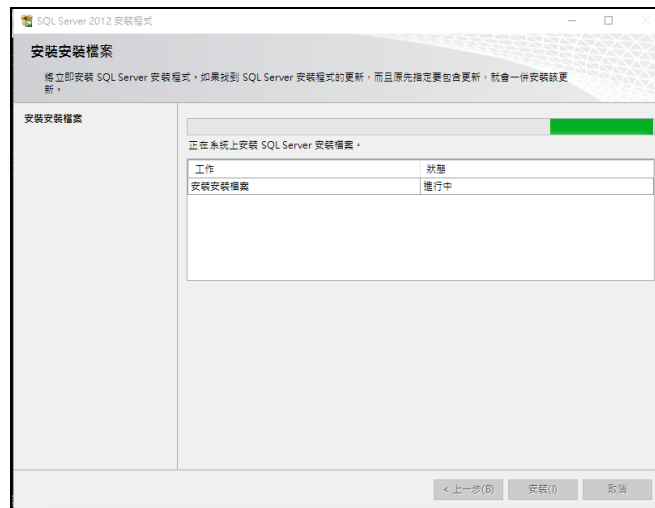 SQL Server 2012 安裝程式
安裝安裝檔案
將立即安裝 SQL Server 安裝程式。如果找到 SQL Server 安裝程式的更新，而且原先指定要包含更新，就會一併安裝該更
新。
安裝安裝檔案
正在系統上安裝 SQL Server 安裝檔案。
工作 狀態
安裝安裝檔案 進行中
< 上一步(B) 安裝(I) 取消